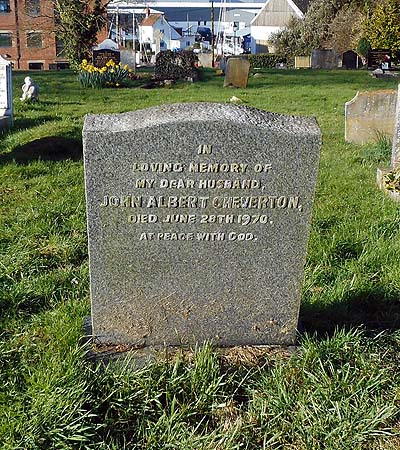 IN
LOVING MEMORY OF
MY DEAR HUSBAND,
JOHN ALBERT CHEVERTON,
DIED JUNE 28TH 1970.
AT PEACE WITH GOD.